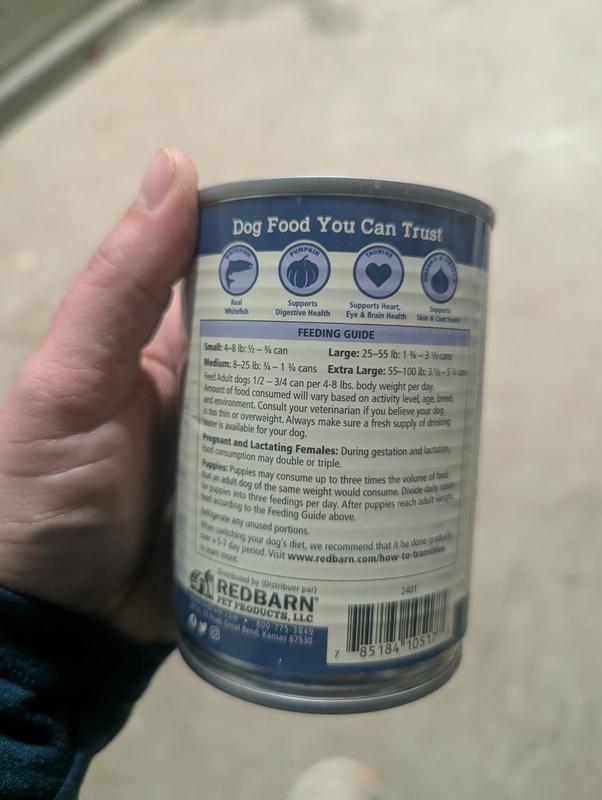 Dog Food You Can Trust
WHITEFISH
PUMPKIN
TAURINE
OMEGAS
Real
Whitefish
Supports
Digestive Health
Supports Heart,
Eye & Brain Health
Supports
Skin & Coat Health
FEEDING GUIDE
Small: 4–8 lb: ½ – ¾ can
Large: 25–55 lb: 1 ¾ – 3 ½ cans
Medium: 8–25 lb: ¾ – 1 ¾ cans
Extra Large: 55–100 lb: 3 ½ – 5 cans
Feed Adult dogs 1/2 – 3/4 can per 4-8 lbs. body weight per day.
Amount of food consumed will vary based on activity level, age, breed,
and environment. Consult your veterinarian if you believe your dog
is too thin or overweight. Always make sure a fresh supply of drinking
water is available for your dog.
Pregnant and Lactating Females: During gestation and lactation,
food consumption may double or triple.
Puppies: Puppies may consume up to three times the volume of food
that an adult dog of the same weight would consume. Divide daily ration
for puppies into three feedings per day. After puppies reach adult weight,
feed according to the Feeding Guide above.
Refrigerate any unused portions.
When switching your dog's diet, we recommend that it be done gradually
over a 5-7 day period. Visit www.redbarn.com/how-to-transition
to learn more.
Distributed by (Distribuer par)
REDBARN®
PET PRODUCTS, LLC
800 775-3849
Great Bend, Kansas 67530
2401
7 85184 10517